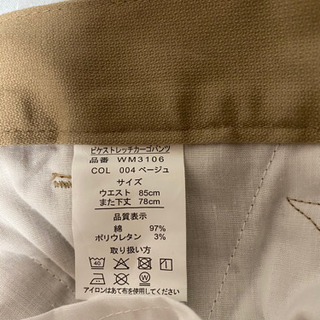 ピケストレッチカーゴパンツ
品番 WM3106
COL 004 ベージュ
サイズ
ウエスト 85cm
また下丈 78cm
品質表示
綿 97%
ポリウレタン 3%
取り扱い方
アイロンはあて布を使用してください